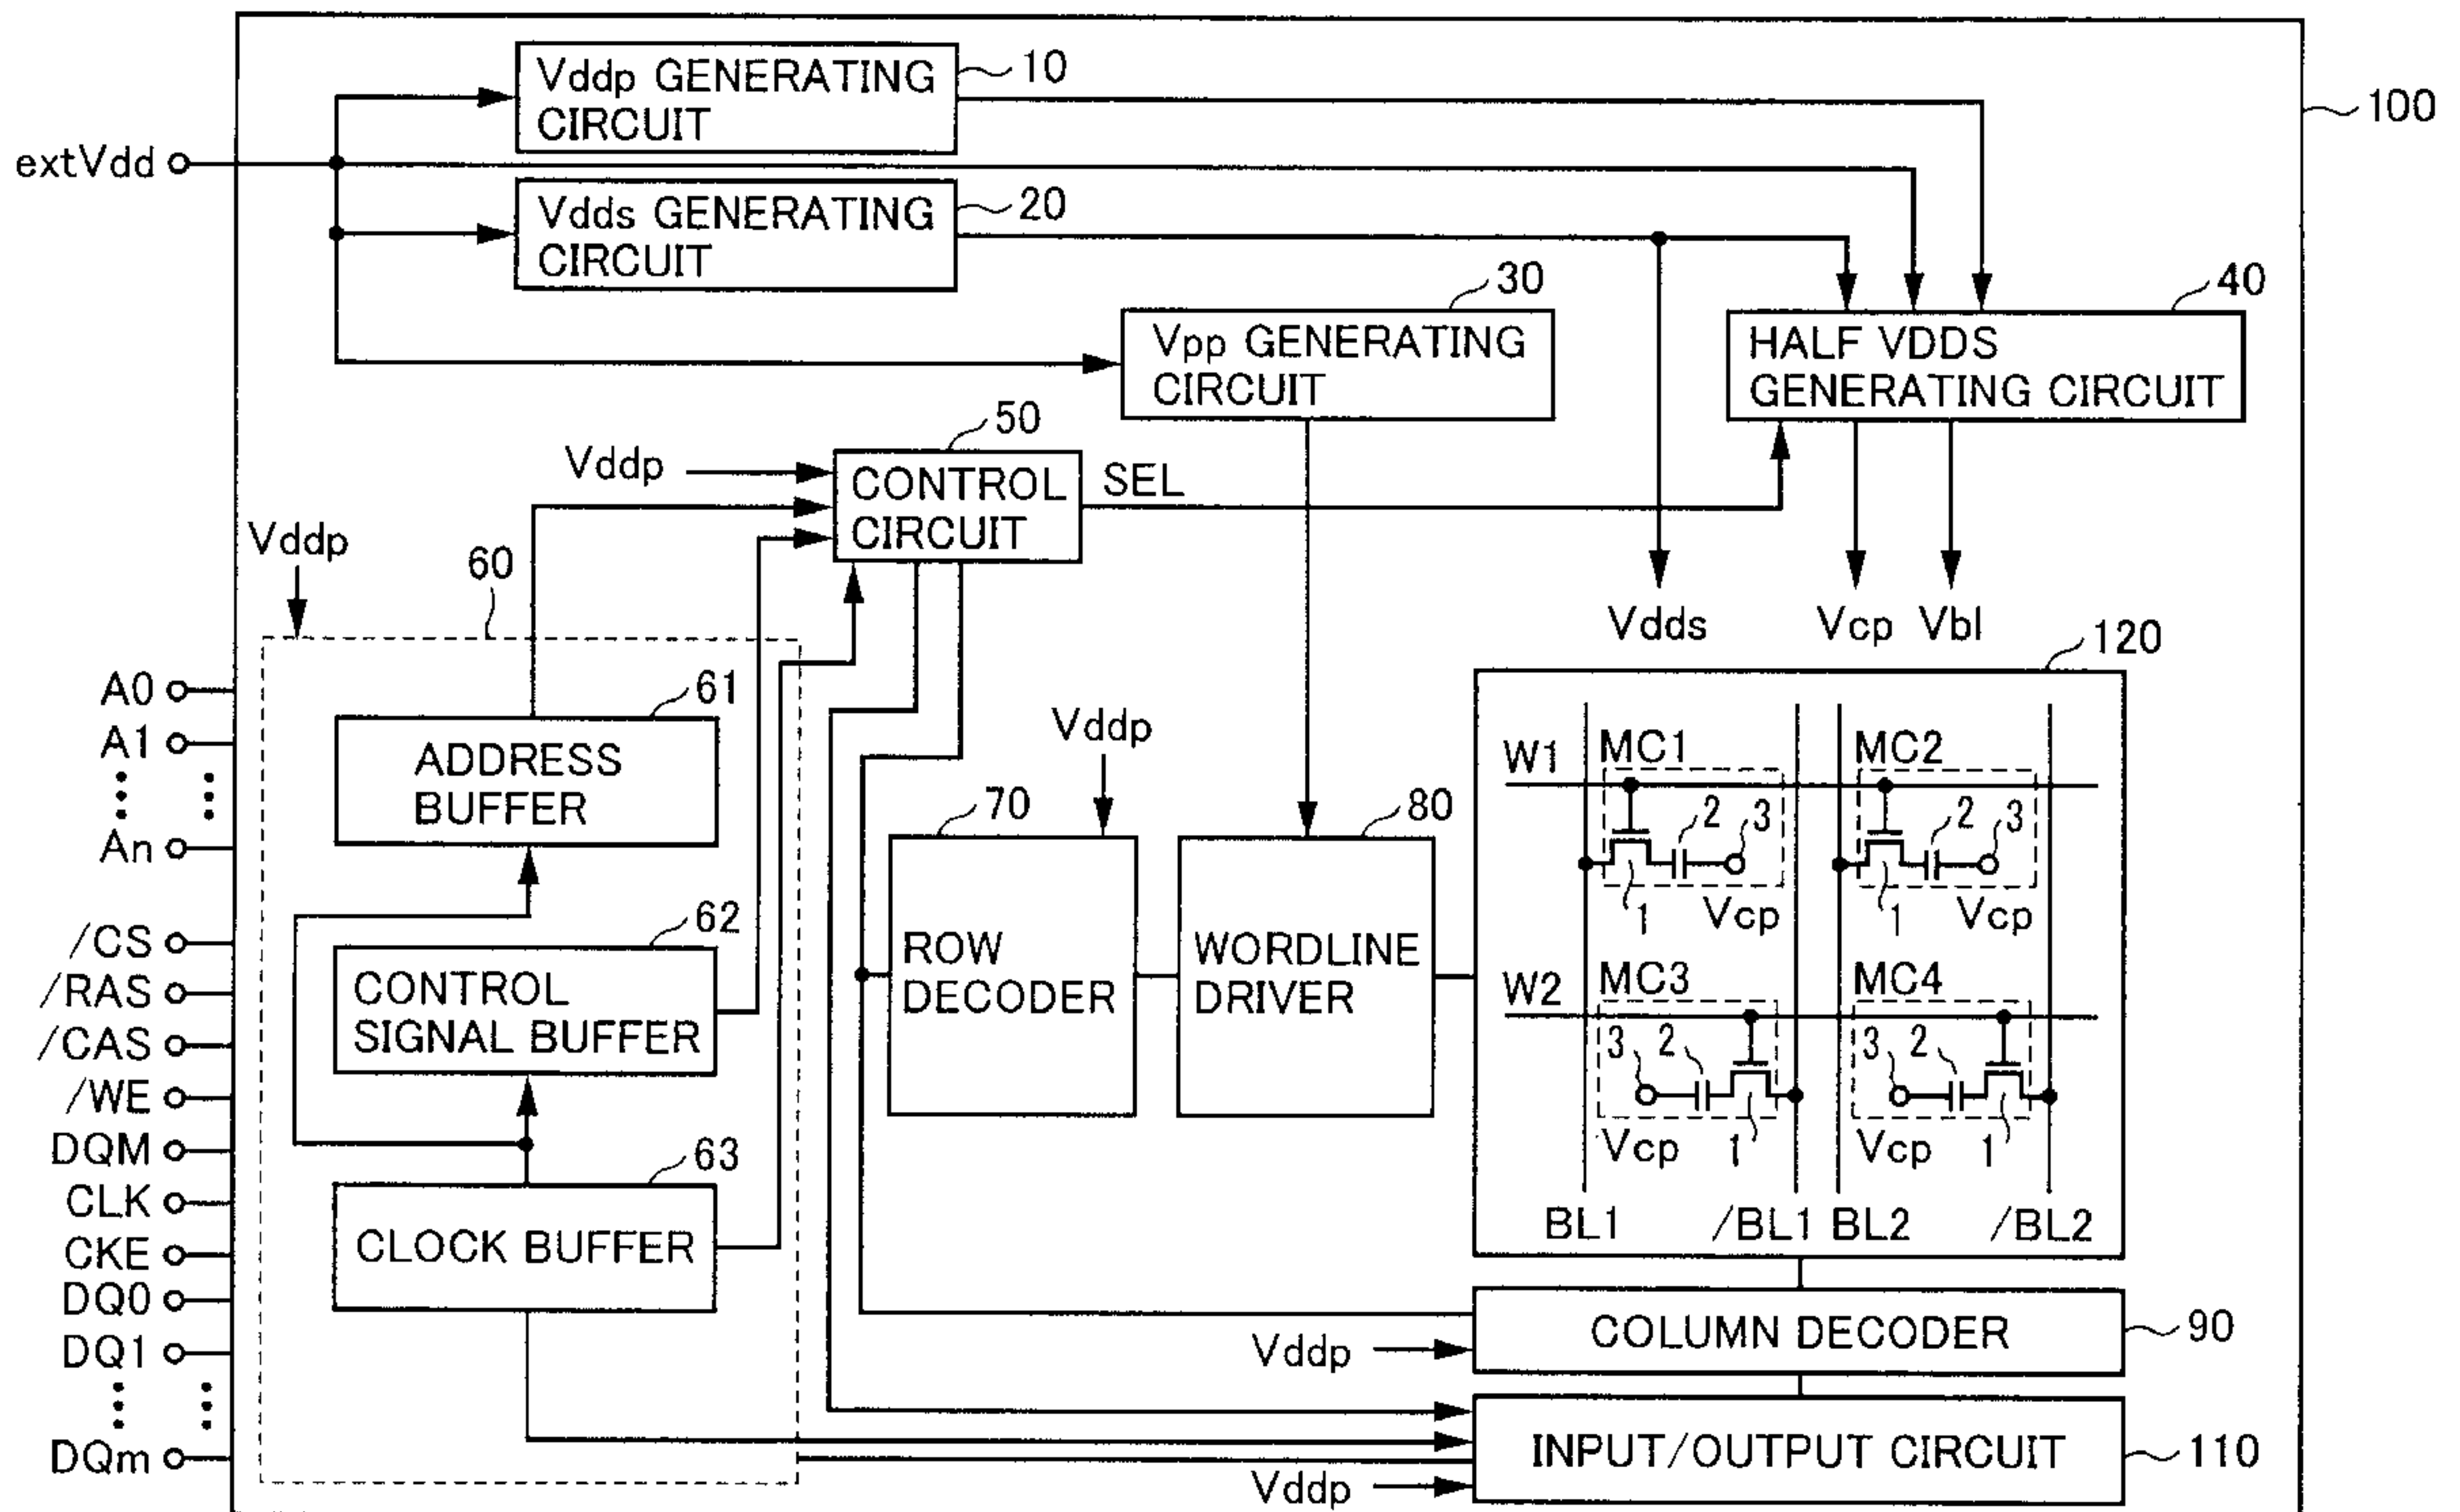 Vddp GENERATING
CIRCUIT
10
100
extVdd
Vdds GENERATING
CIRCUIT
20
30
40
Vpp GENERATING
CIRCUIT
HALF VDDS
GENERATING CIRCUIT
50
Vddp
CONTROL
CIRCUIT
SEL
Vddp
60
Vdds
Vcp
Vbl
120
A0
A1
An
61
ADDRESS
BUFFER
Vddp
70
80
W1
MC1
2
3
1
Vcp
MC2
2
3
1
Vcp
/CS
/RAS
/CAS
/WE
DQM
CLK
CKE
DQ0
DQ1
DQm
62
CONTROL
SIGNAL BUFFER
ROW
DECODER
WORDLINE
DRIVER
W2
MC3
3
2
Vcp
1
MC4
3
2
Vcp
1
63
CLOCK BUFFER
BL1
/BL1
BL2
/BL2
COLUMN DECODER
90
Vddp
INPUT/OUTPUT CIRCUIT
110
Vddp